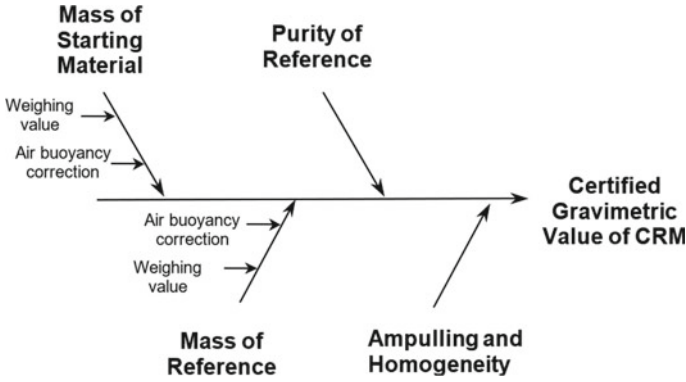 Mass of
Starting
Material
Purity of
Reference
Weighing
value
Air buoyancy
correction
Certified
Gravimetric
Value of CRM
Air buoyancy
correction
Weighing
value
Mass of
Reference
Ampulling and
Homogeneity